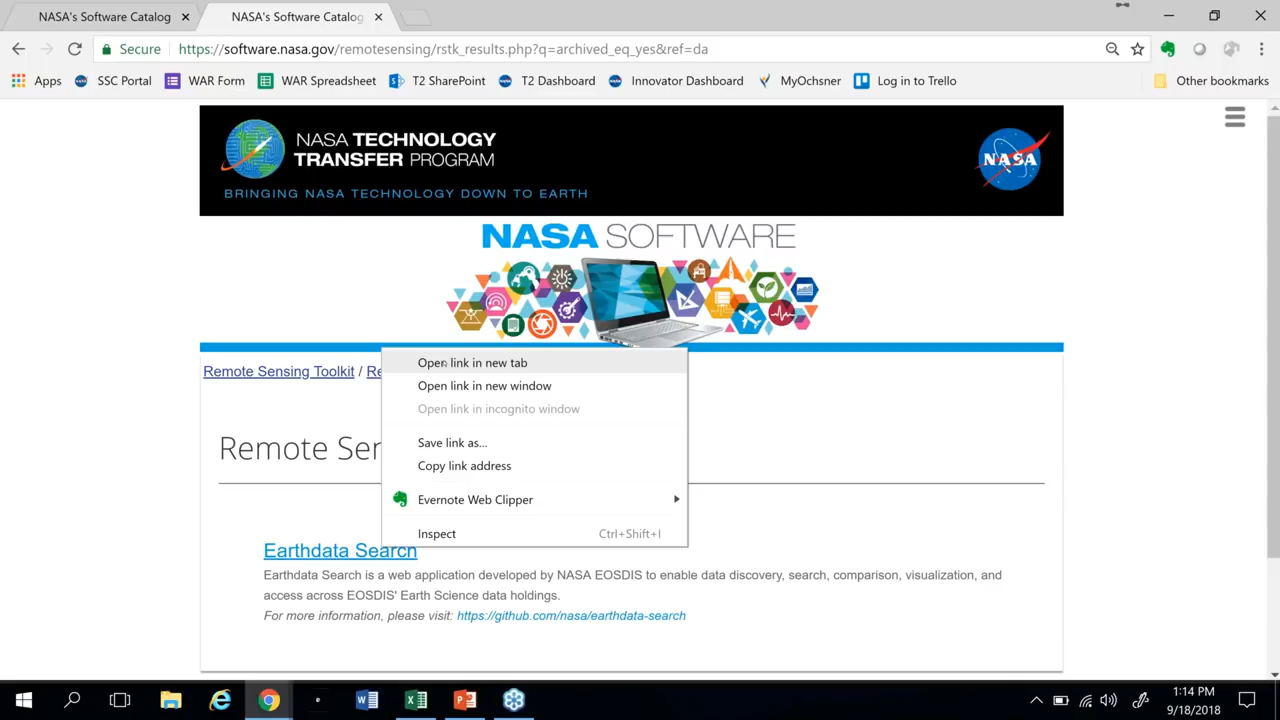 NASA's Software Catalog
NASA's Software Catalog
Secure
https://software.nasa.gov/remotesensing/rstk_results.php?q=archived_eq_yes&ref=da
Apps
SSC Portal
WAR Form
WAR Spreadsheet
T2 SharePoint
T2 Dashboard
Innovator Dashboard
MyOchsner
Log in to Trello
Other bookmarks
NASA TECHNOLOGY
TRANSFER PROGRAM
BRINGING NASA TECHNOLOGY DOWN TO EARTH
NASA
NASA SOFTWARE
Remote Sensing Toolkit / Re
Open link in new tab
Open link in new window
Open link in incognito window
Save link as...
Copy link address
Evernote Web Clipper
Inspect Ctrl+Shift+I
Remote Sen
Earthdata Search
Earthdata Search is a web application developed by NASA EOSDIS to enable data discovery, search, comparison, visualization, and
access across EOSDIS' Earth Science data holdings.
For more information, please visit: https://github.com/nasa/earthdata-search
1:14 PM
9/18/2018